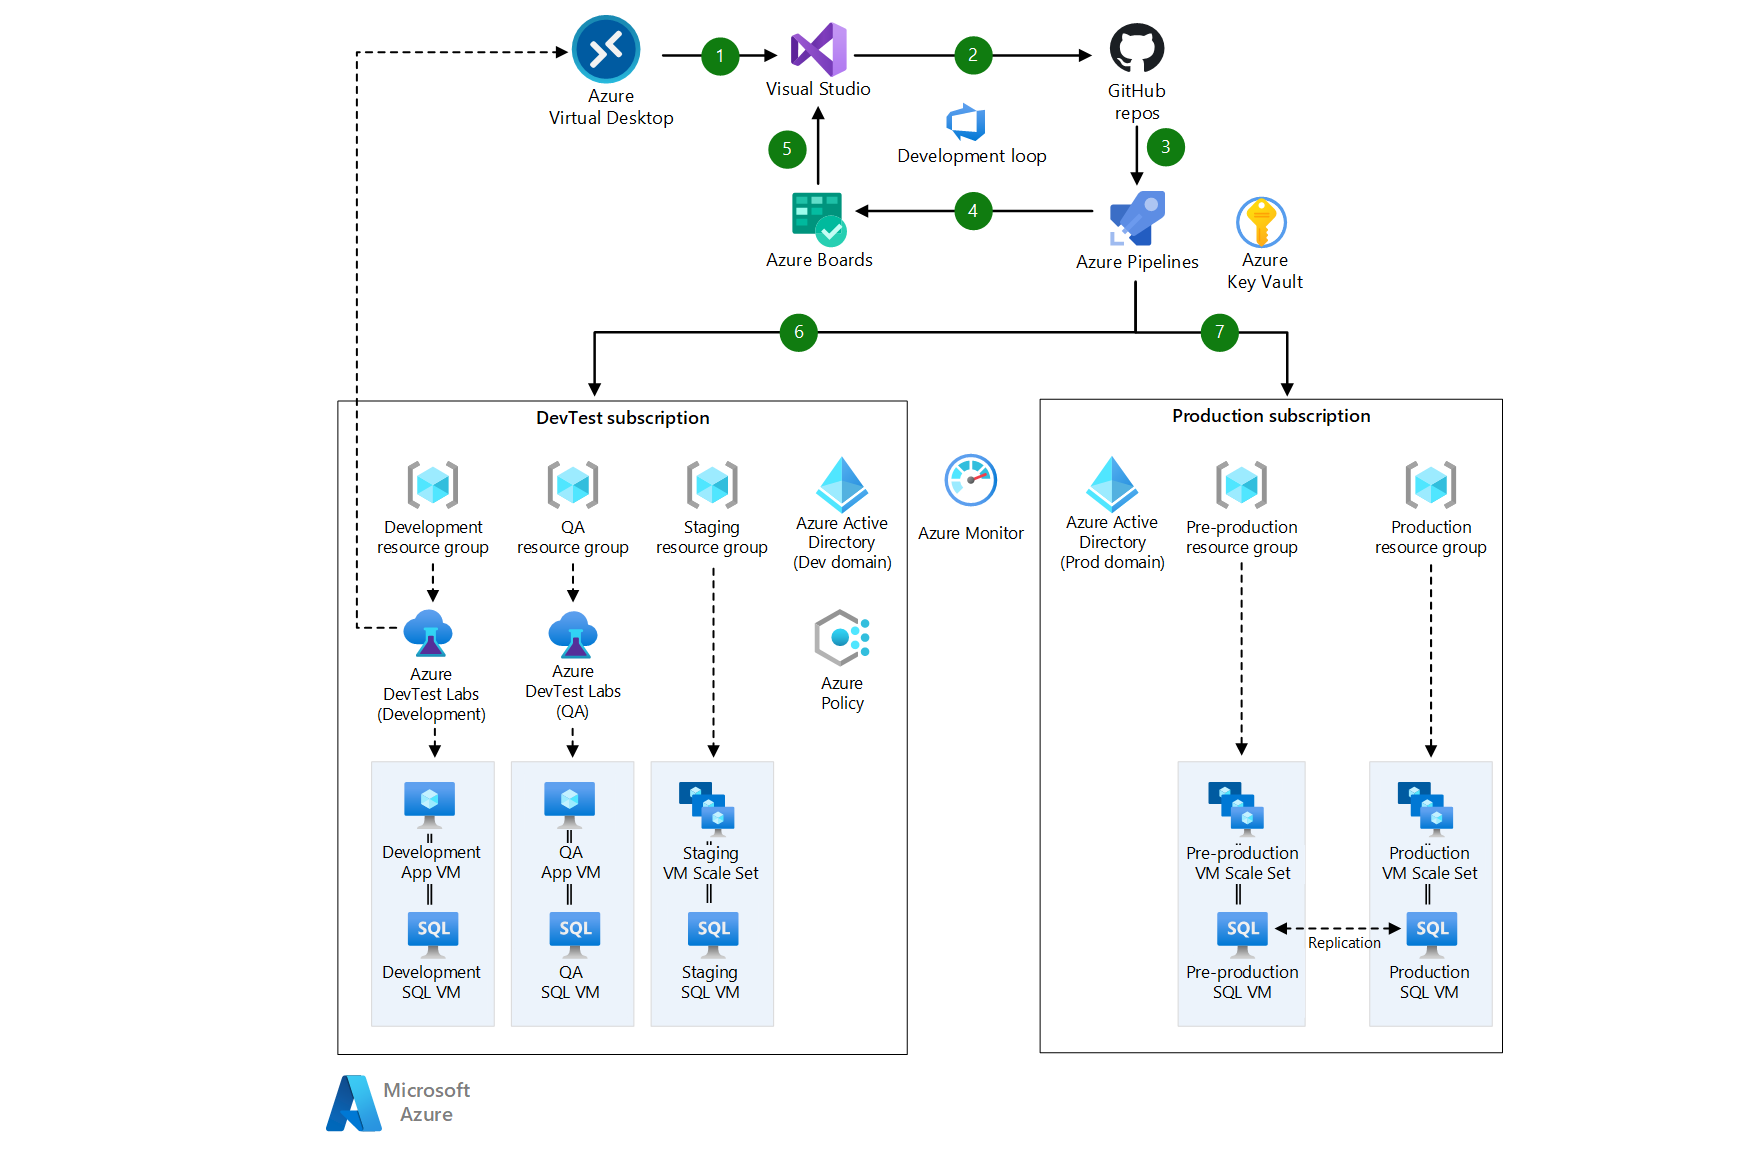 1
2
Azure
Virtual Desktop
Visual Studio
GitHub
repos
5
Development loop
3
4
Azure Boards
Azure Pipelines
Azure
Key Vault
6
7
DevTest subscription
Production subscription
Development
resource group
QA
resource group
Staging
resource group
Azure Active
Directory
(Dev domain)
Azure Monitor
Azure Active
Directory
(Prod domain)
Pre-production
resource group
Production
resource group
Azure
DevTest Labs
(Development)
Azure
DevTest Labs
(QA)
Azure
Policy
Development
App VM
QA
App VM
Staging
VM Scale Set
Pre-production
VM Scale Set
Production
VM Scale Set
SQL
SQL
SQL
SQL
Replication
SQL
Development
SQL VM
QA
SQL VM
Staging
SQL VM
Pre-production
SQL VM
Production
SQL VM
Microsoft
Azure